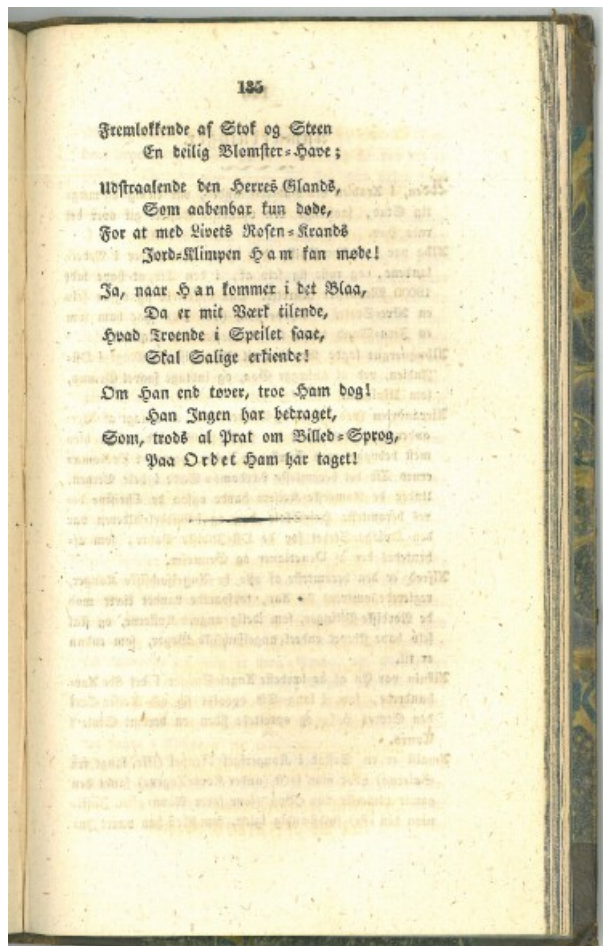 135
Fremlokkende af Stok og Steen
En deilig Blomster-Have;
Udstraalende den Herres Glands,
Som aabenbar kun døde,
For at med Livets Rosen-Krands
Jord-Klimpen Ham kan møde!
Ja, naar Han kommer i det Blaa,
Da er mit Værk tilende,
Hvad Troende i Speilet saae,
Skal Salige erkiende!
Om Han end tøver, troe Ham dog!
Han Ingen har bedraget,
Som, trods al Prat om Billed-Sprog,
Paa Ordet Ham har taget!